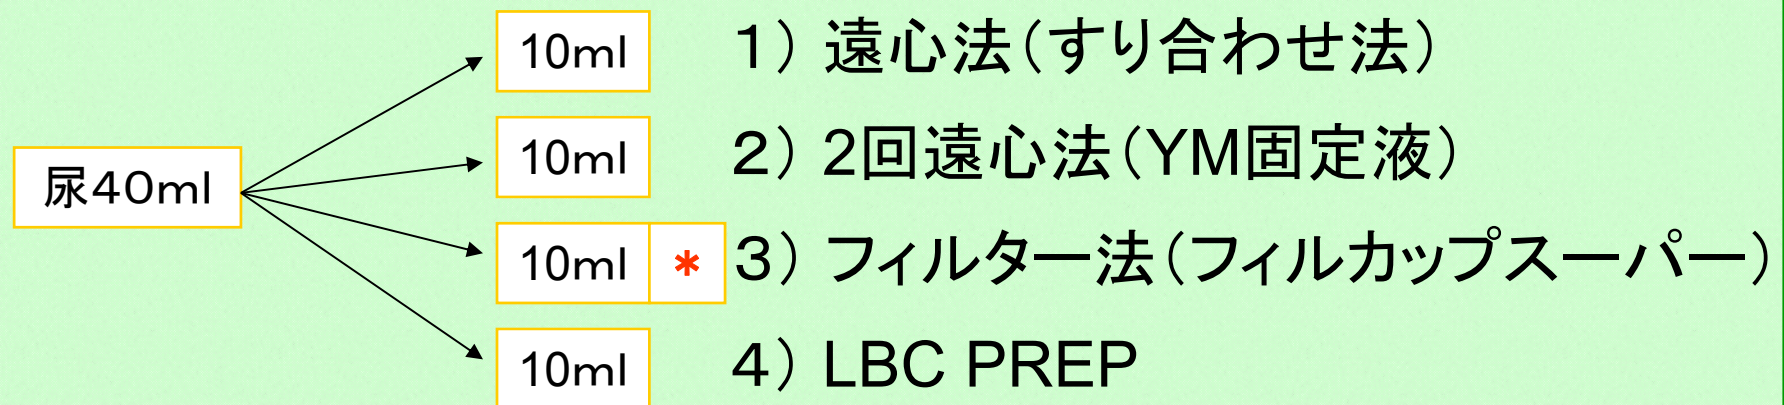 10ml 1）遠心法（すり合わせ法）
10ml 2）2回遠心法（YM固定液）
尿40ml
10ml * 3）フィルター法（フィルカップスーパー）
10ml 4）LBC PREP